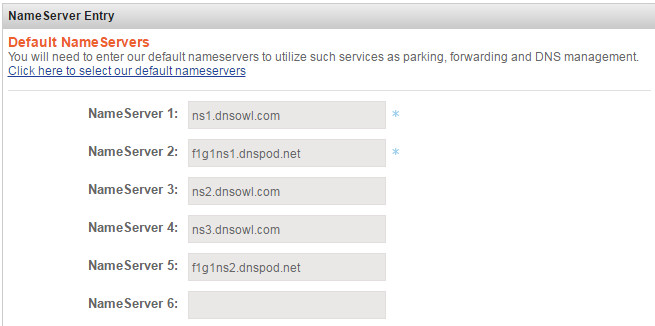 NameServer Entry
Default NameServers
You will need to enter our default nameservers to utilize such services as parking, forwarding and DNS management.
Click here to select our default nameservers
NameServer 1: ns1.dnsowl.com *
NameServer 2: f1g1ns1.dnspod.net *
NameServer 3: ns2.dnsowl.com
NameServer 4: ns3.dnsowl.com
NameServer 5: f1g1ns2.dnspod.net
NameServer 6: